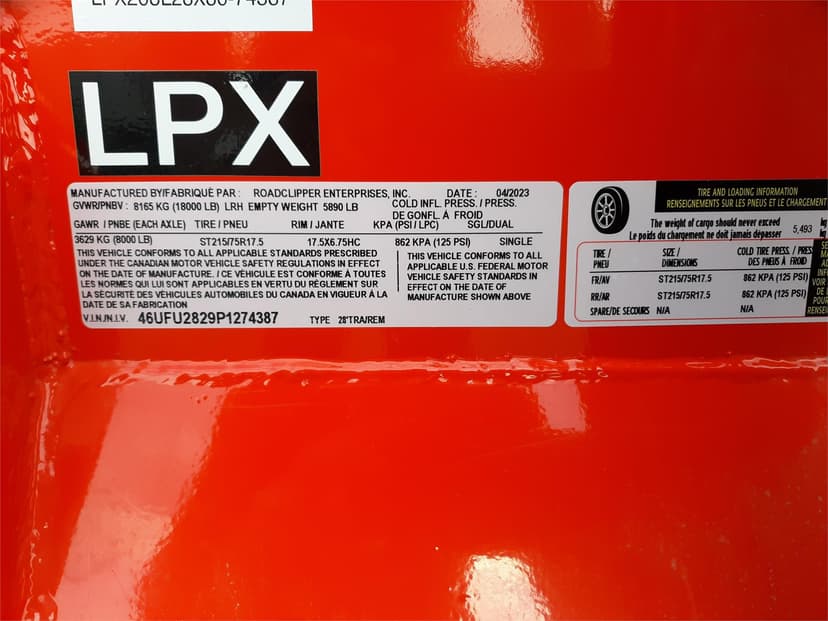 LPX
MANUFACTURED BY/FABRIQUÉ PAR : ROADCLIPPER ENTERPRISES, INC. DATE : 04/2023
GVWR/PNBV : 8165 KG (18000 LB) LRH EMPTY WEIGHT 5890 LB
COLD INFL. PRESS./ PRESS.
DE GONFL. À FROID
GAWR / PNBE (EACH AXLE) TIRE / PNEU RIM / JANTE KPA (PSI / LPC) SGL/DUAL
3629 KG (8000 LB) ST215/75R17.5 17.5X6.75HC 862 KPA (125 PSI) SINGLE
THIS VEHICLE CONFORMS TO ALL APPLICABLE STANDARDS PRESCRIBED
UNDER THE CANADIAN MOTOR VEHICLE SAFETY REGULATIONS IN EFFECT
ON THE DATE OF MANUFACTURE. / CE VÉHICULE EST CONFORME À TOUTES
LES NORMES QUI LUI SONT APPLICABLES EN VERTU DU RÈGLEMENT SUR
LA SÉCURITÉ DES VÉHICULES AUTOMOBILES DU CANADA EN VIGUEUR À LA
DATE DE SA FABRICATION
THIS VEHICLE CONFORMS TO ALL
APPLICABLE U.S. FEDERAL MOTOR
VEHICLE SAFETY STANDARDS IN
EFFECT ON THE DATE OF
MANUFACTURE SHOWN ABOVE
V.I.N./N.I.V. 46UFU2829P1274387 TYPE 28'TRA/REM
TIRE AND LOADING INFORMATION
RENSEIGNEMENTS SUR LES PNEUS ET LE CHARGEMENT
The weight of cargo should never exceed
Le poids du chargement ne doit jamais dépasser
5,493
TIRE / PNEU SIZE / DIMENSIONS COLD TIRE PRESS / PRESS
DES PNEUS À FROID
FR/AV ST215/75R17.5 862 KPA (125 PSI)
RR/AR ST215/75R17.5 862 KPA (125 PSI)
SPARE/DE SECOURS N/A N/A